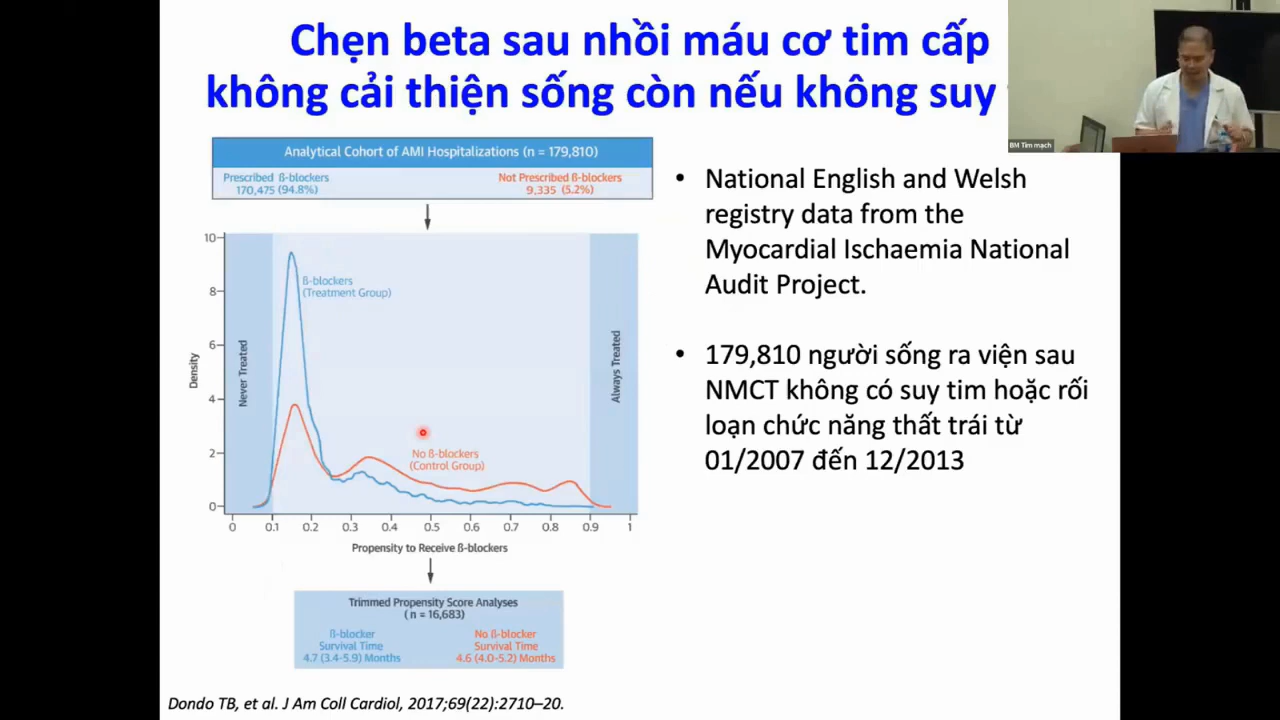 Chẹn beta sau nhồi máu cơ tim cấp
không cải thiện sống còn nếu không suy
BM Tim mạch
Analytical Cohort of AMI Hospitalizations (n = 179,810)
Prescribed ß-blockers
170,475 (94.8%)
Not Prescribed ß-blockers
9,335 (5.2%)
10
8
6
4
2
0
Density
Never Treated
ß-blockers
(Treatment Group)
No ß-blockers
(Control Group)
Always Treated
0 0.1 0.2 0.3 0.4 0.5 0.6 0.7 0.8 0.9 1
Propensity to Receive ß-blockers
Trimmed Propensity Score Analyses
( n = 16,683)
ß-blocker
Survival Time
4.7 (3.4-5.9) Months
No ß-blocker
Survival Time
4.6 (4.0-5.2) Months
• National English and Welsh
registry data from the
Myocardial Ischaemia National
Audit Project.
• 179,810 người sống ra viện sau
NMCT không có suy tim hoặc rối
loạn chức năng thất trái từ
01/2007 đến 12/2013
Dondo TB, et al. J Am Coll Cardiol, 2017;69(22):2710–20.